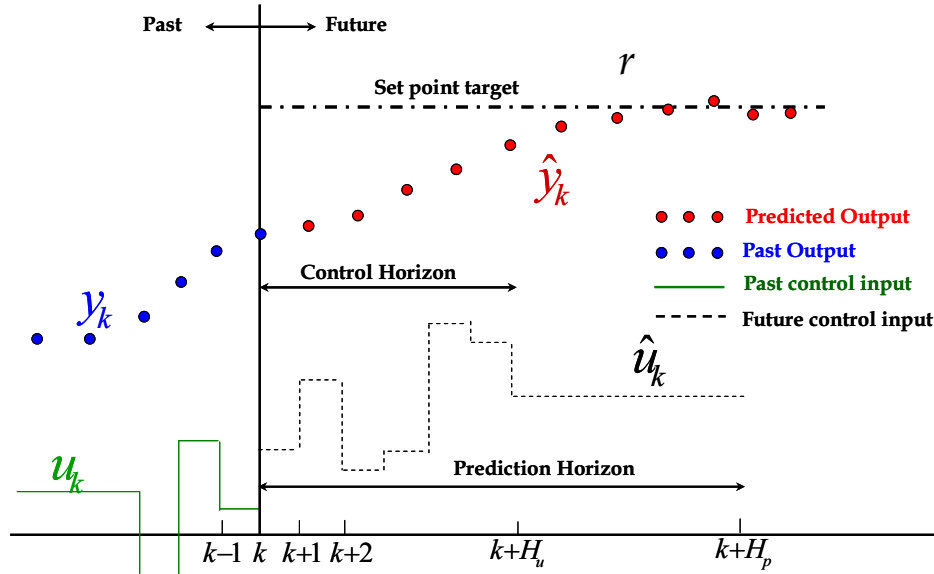 Past
Future
r
Set point target
ŷₖ
Predicted Output
Past Output
Control Horizon
Past control input
yₖ
Future control input
ûₖ
Prediction Horizon
uₖ
k−1 k k+1 k+2 k+Hᵤ k+Hₚ